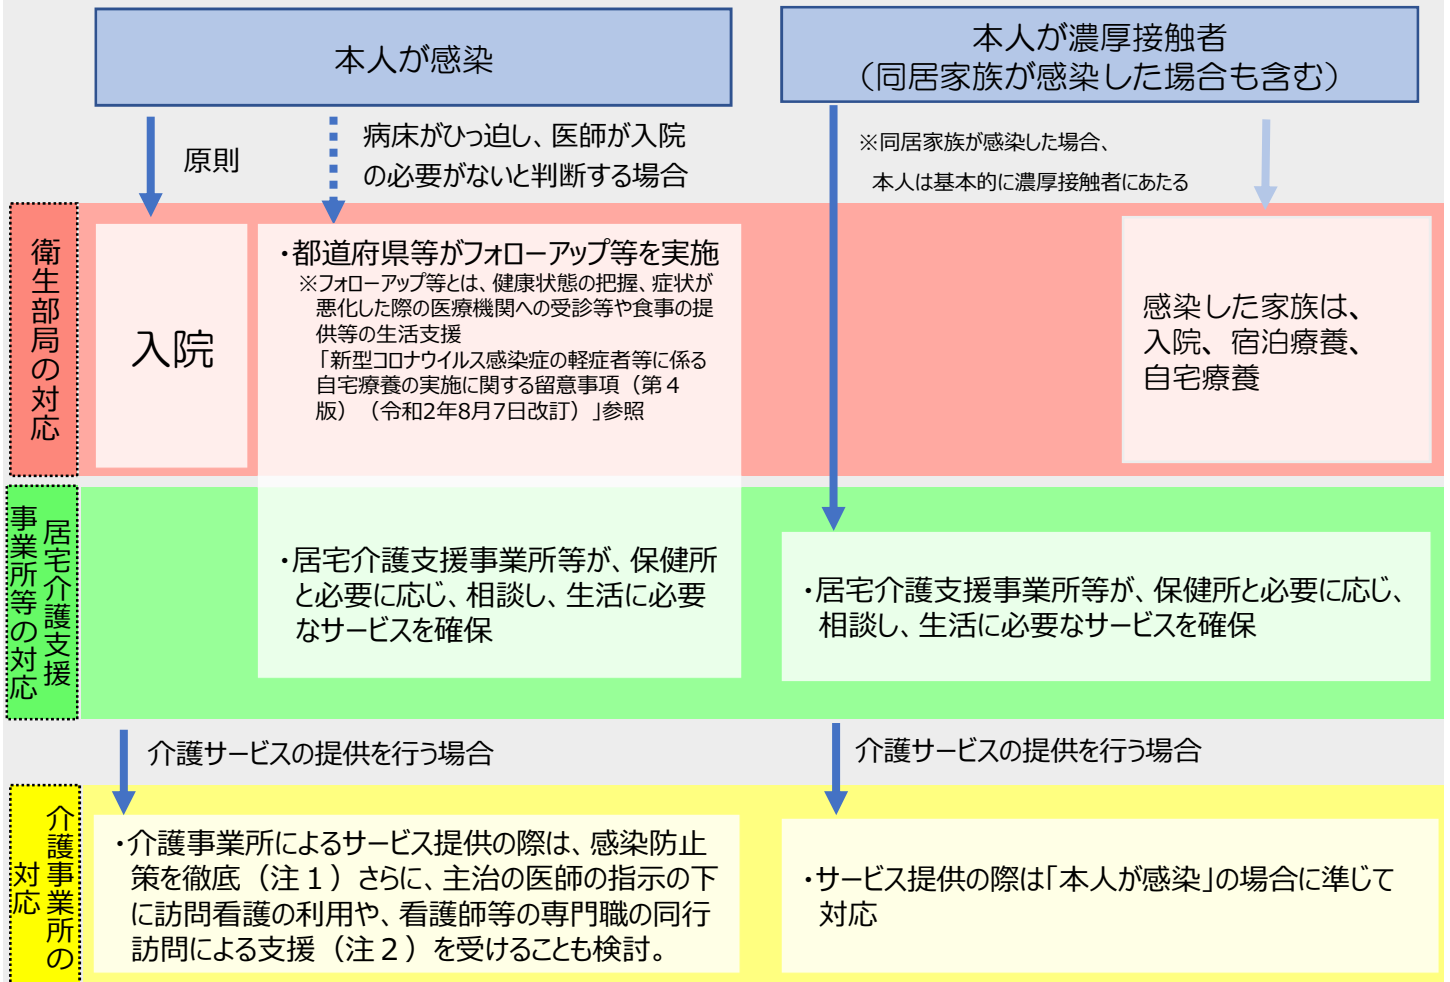 本人が感染
本人が濃厚接触者
（同居家族が感染した場合も含む）
原則
病床がひっ迫し、医師が入院
の必要がないと判断する場合
※同居家族が感染した場合、
本人は基本的に濃厚接触者にあたる
衛生部局の対応
入院
・都道府県等がフォローアップ等を実施
※フォローアップ等とは、健康状態の把握、症状が
悪化した際の医療機関への受診等や食事の提
供等の生活支援
「新型コロナウイルス感染症の軽症者等に係る
自宅療養の実施に関する留意事項（第４
版）（令和2年8月7日改訂）」参照
感染した家族は、
入院、宿泊療養、
自宅療養
居宅介護支援
事業所等の対応
・居宅介護支援事業所等が、保健所
と必要に応じ、相談し、生活に必要
なサービスを確保
・居宅介護支援事業所等が、保健所と必要に応じ、
相談し、生活に必要なサービスを確保
介護サービスの提供を行う場合
介護サービスの提供を行う場合
介護事業所の
対応
・介護事業所によるサービス提供の際は、感染防止
策を徹底（注１）さらに、主治の医師の指示の下
に訪問看護の利用や、看護師等の専門職の同行
訪問による支援（注２）を受けることも検討。
・サービス提供の際は「本人が感染」の場合に準じて
対応